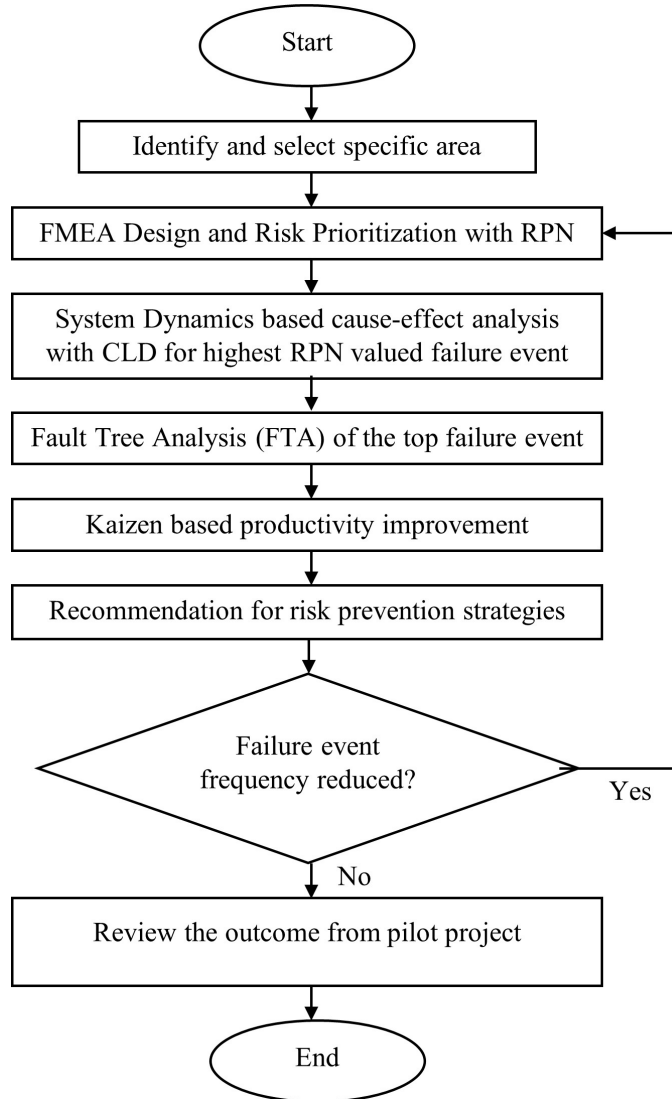 Start
Identify and select specific area
FMEA Design and Risk Prioritization with RPN
System Dynamics based cause-effect analysis
with CLD for highest RPN valued failure event
Fault Tree Analysis (FTA) of the top failure event
Kaizen based productivity improvement
Recommendation for risk prevention strategies
Failure event
frequency reduced?
Yes
No
Review the outcome from pilot project
End